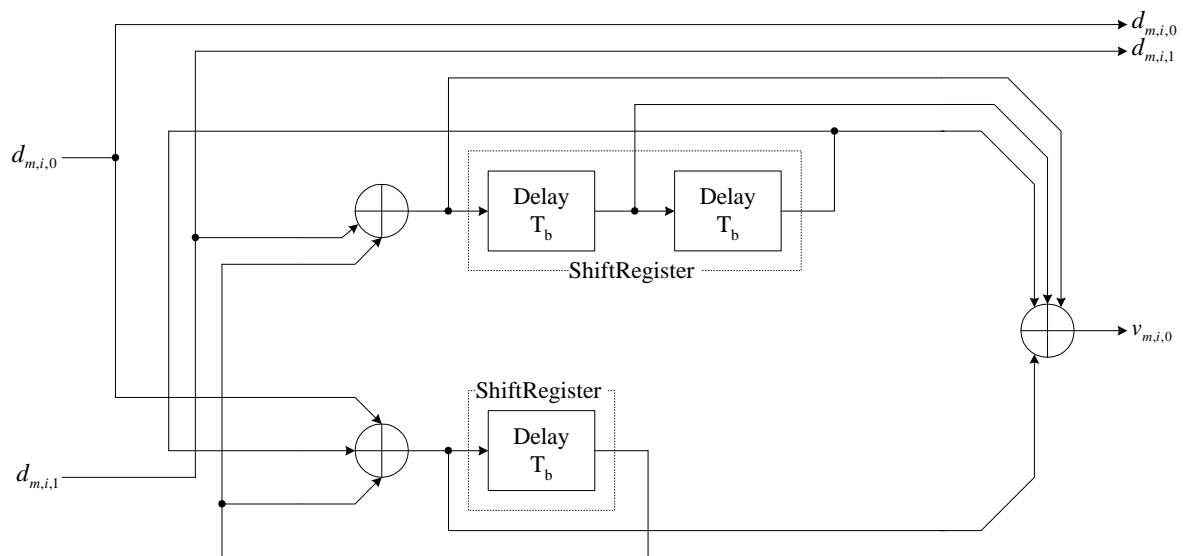 d_{m,i,0}
d_{m,i,1}
d_{m,i,0}
Delay
T_b
Delay
T_b
ShiftRegister
v_{m,i,0}
ShiftRegister
Delay
T_b
d_{m,i,1}